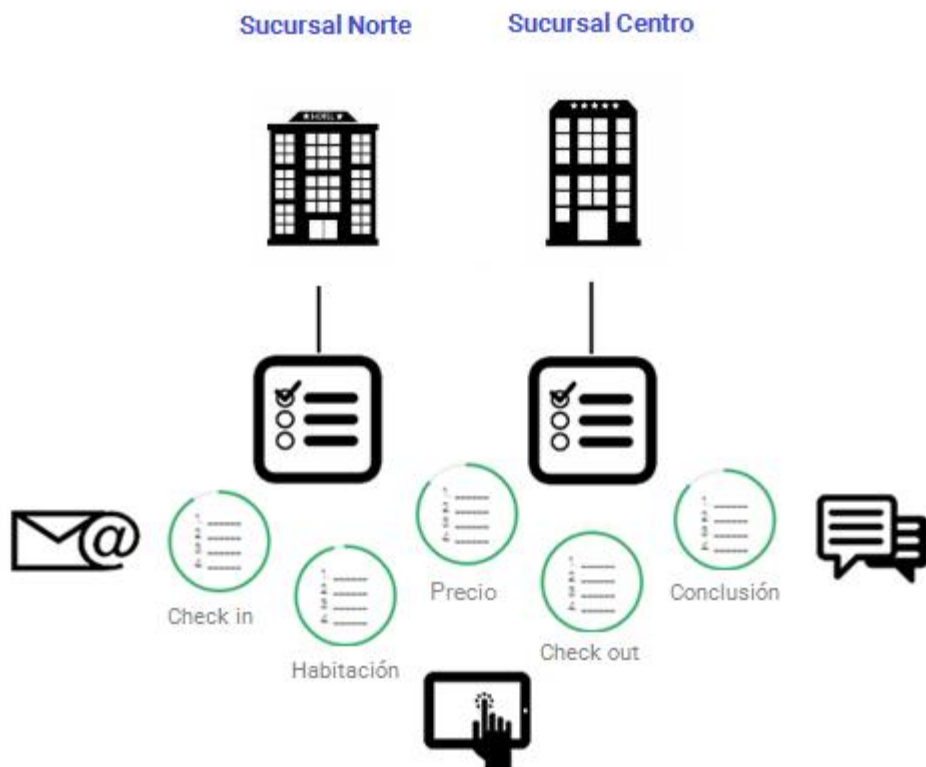 Sucursal Norte
Sucursal Centro
Check in
Habitación
Precio
Check out
Conclusión